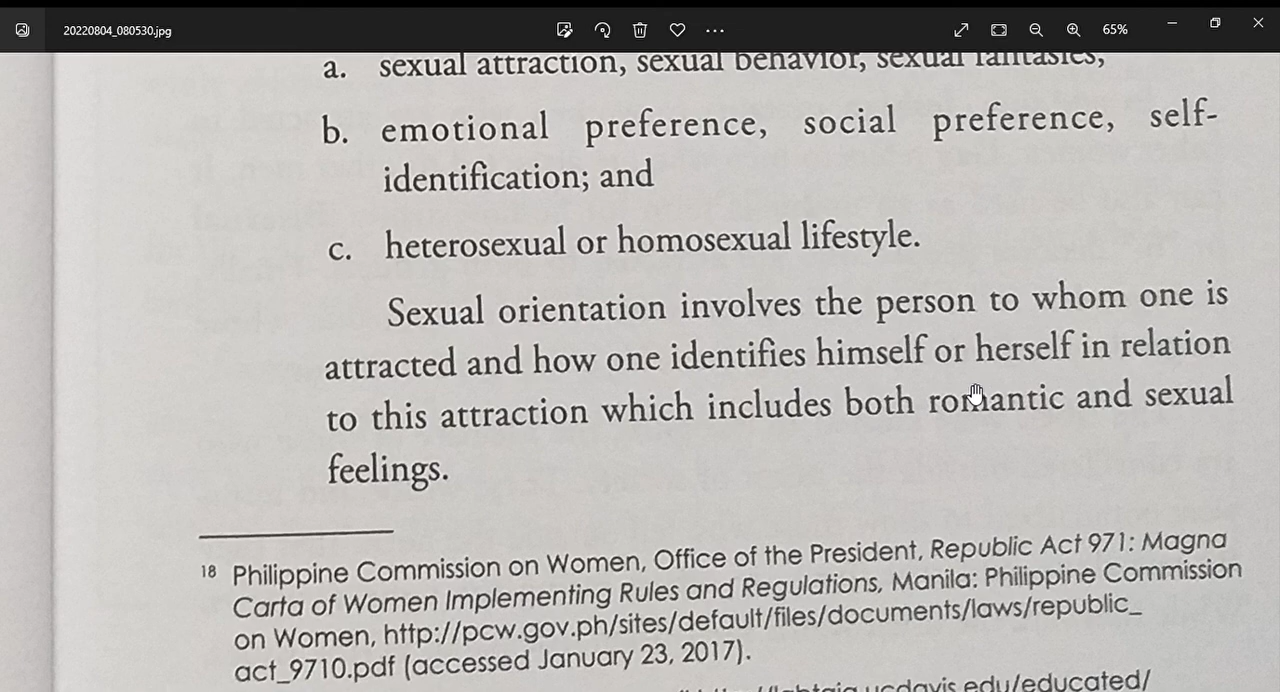 20220804_080530.jpg
65%
a. sexual attraction, sexual behavior, sexual fantasies,
b. emotional preference, social preference, self-
identification; and
c. heterosexual or homosexual lifestyle.
Sexual orientation involves the person to whom one is
attracted and how one identifies himself or herself in relation
to this attraction which includes both romantic and sexual
feelings.
18 Philippine Commission on Women, Office of the President, Republic Act 971: Magna
Carta of Women Implementing Rules and Regulations, Manila: Philippine Commission
on Women, http://pcw.gov.ph/sites/default/files/documents/laws/republic_
act_9710.pdf (accessed January 23, 2017).
ucdavis.edu/educated/